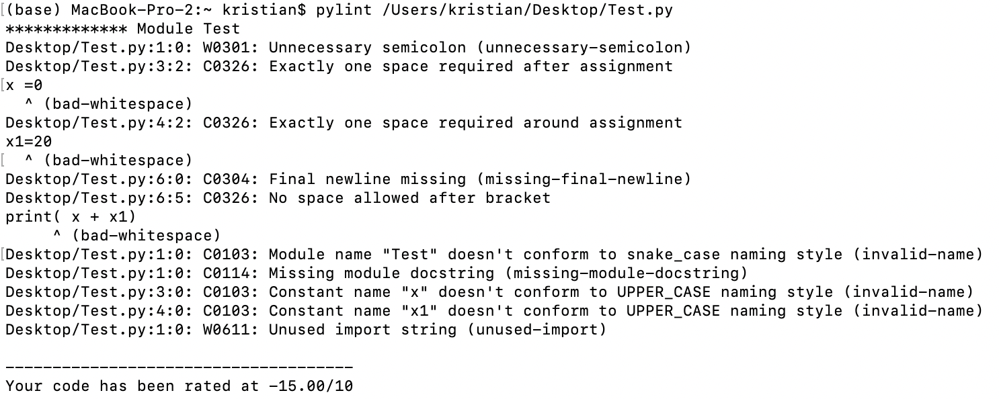 (base) MacBook-Pro-2:~ kristian$ pylint /Users/kristian/Desktop/Test.py
************* Module Test
Desktop/Test.py:1:0: W0301: Unnecessary semicolon (unnecessary-semicolon)
Desktop/Test.py:3:2: C0326: Exactly one space required after assignment
x =0
  ^ (bad-whitespace)
Desktop/Test.py:4:2: C0326: Exactly one space required around assignment
x1=20
  ^ (bad-whitespace)
Desktop/Test.py:6:0: C0304: Final newline missing (missing-final-newline)
Desktop/Test.py:6:5: C0326: No space allowed after bracket
print( x + x1)
     ^ (bad-whitespace)
Desktop/Test.py:1:0: C0103: Module name "Test" doesn't conform to snake_case naming style (invalid-name)
Desktop/Test.py:1:0: C0114: Missing module docstring (missing-module-docstring)
Desktop/Test.py:3:0: C0103: Constant name "x" doesn't conform to UPPER_CASE naming style (invalid-name)
Desktop/Test.py:4:0: C0103: Constant name "x1" doesn't conform to UPPER_CASE naming style (invalid-name)
Desktop/Test.py:1:0: W0611: Unused import string (unused-import)
-------------------------------------
Your code has been rated at -15.00/10